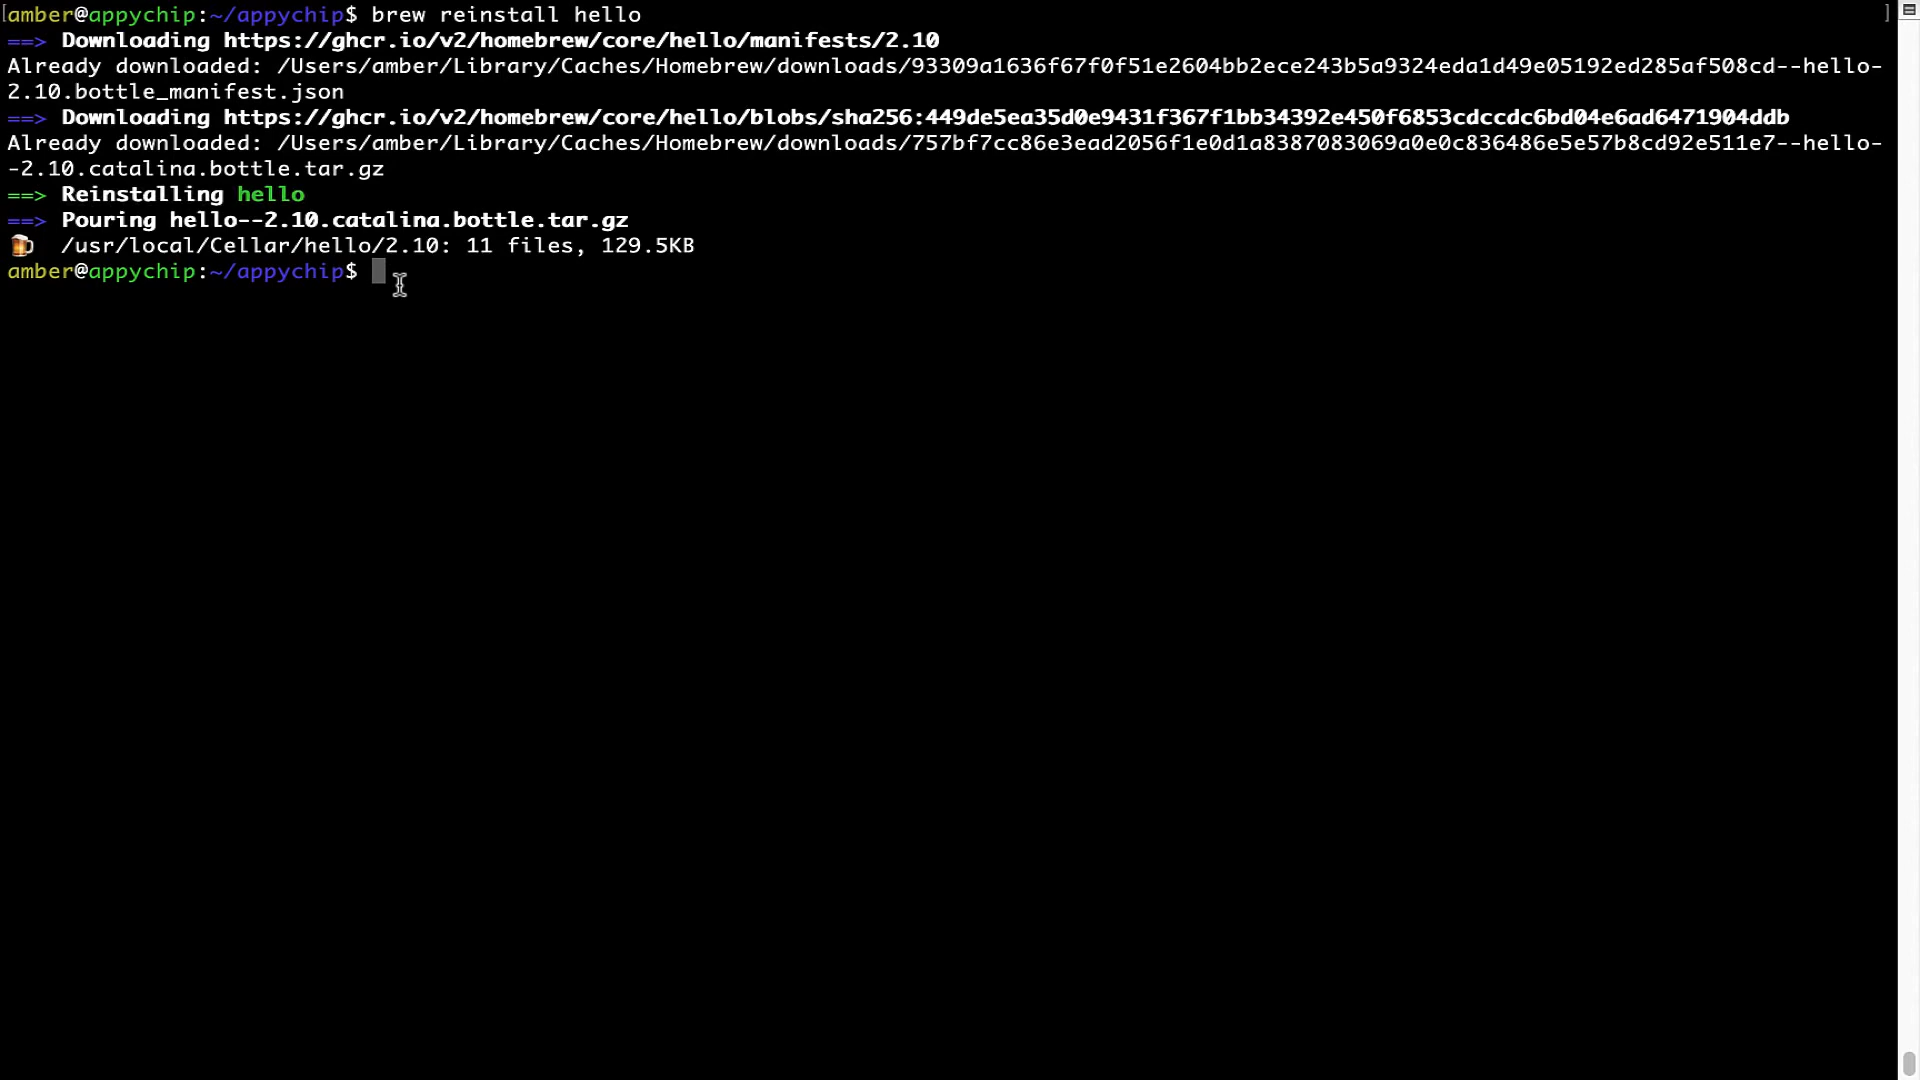 [amber@appychip:~/appychip$ brew reinstall hello ]
==> Downloading https://ghcr.io/v2/homebrew/core/hello/manifests/2.10
Already downloaded: /Users/amber/Library/Caches/Homebrew/downloads/93309a1636f67f0f51e2604bb2ece243b5a9324eda1d49e05192ed285af508cd--hello-
2.10.bottle_manifest.json
==> Downloading https://ghcr.io/v2/homebrew/core/hello/blobs/sha256:449de5ea35d0e9431f367f1bb34392e450f6853cdccdc6bd04e6ad6471904ddb
Already downloaded: /Users/amber/Library/Caches/Homebrew/downloads/757bf7cc86e3ead2056f1e0d1a8387083069a0e0c836486e5e57b8cd92e511e7--hello-
-2.10.catalina.bottle.tar.gz
==> Reinstalling hello
==> Pouring hello--2.10.catalina.bottle.tar.gz
🍺 /usr/local/Cellar/hello/2.10: 11 files, 129.5KB
amber@appychip:~/appychip$